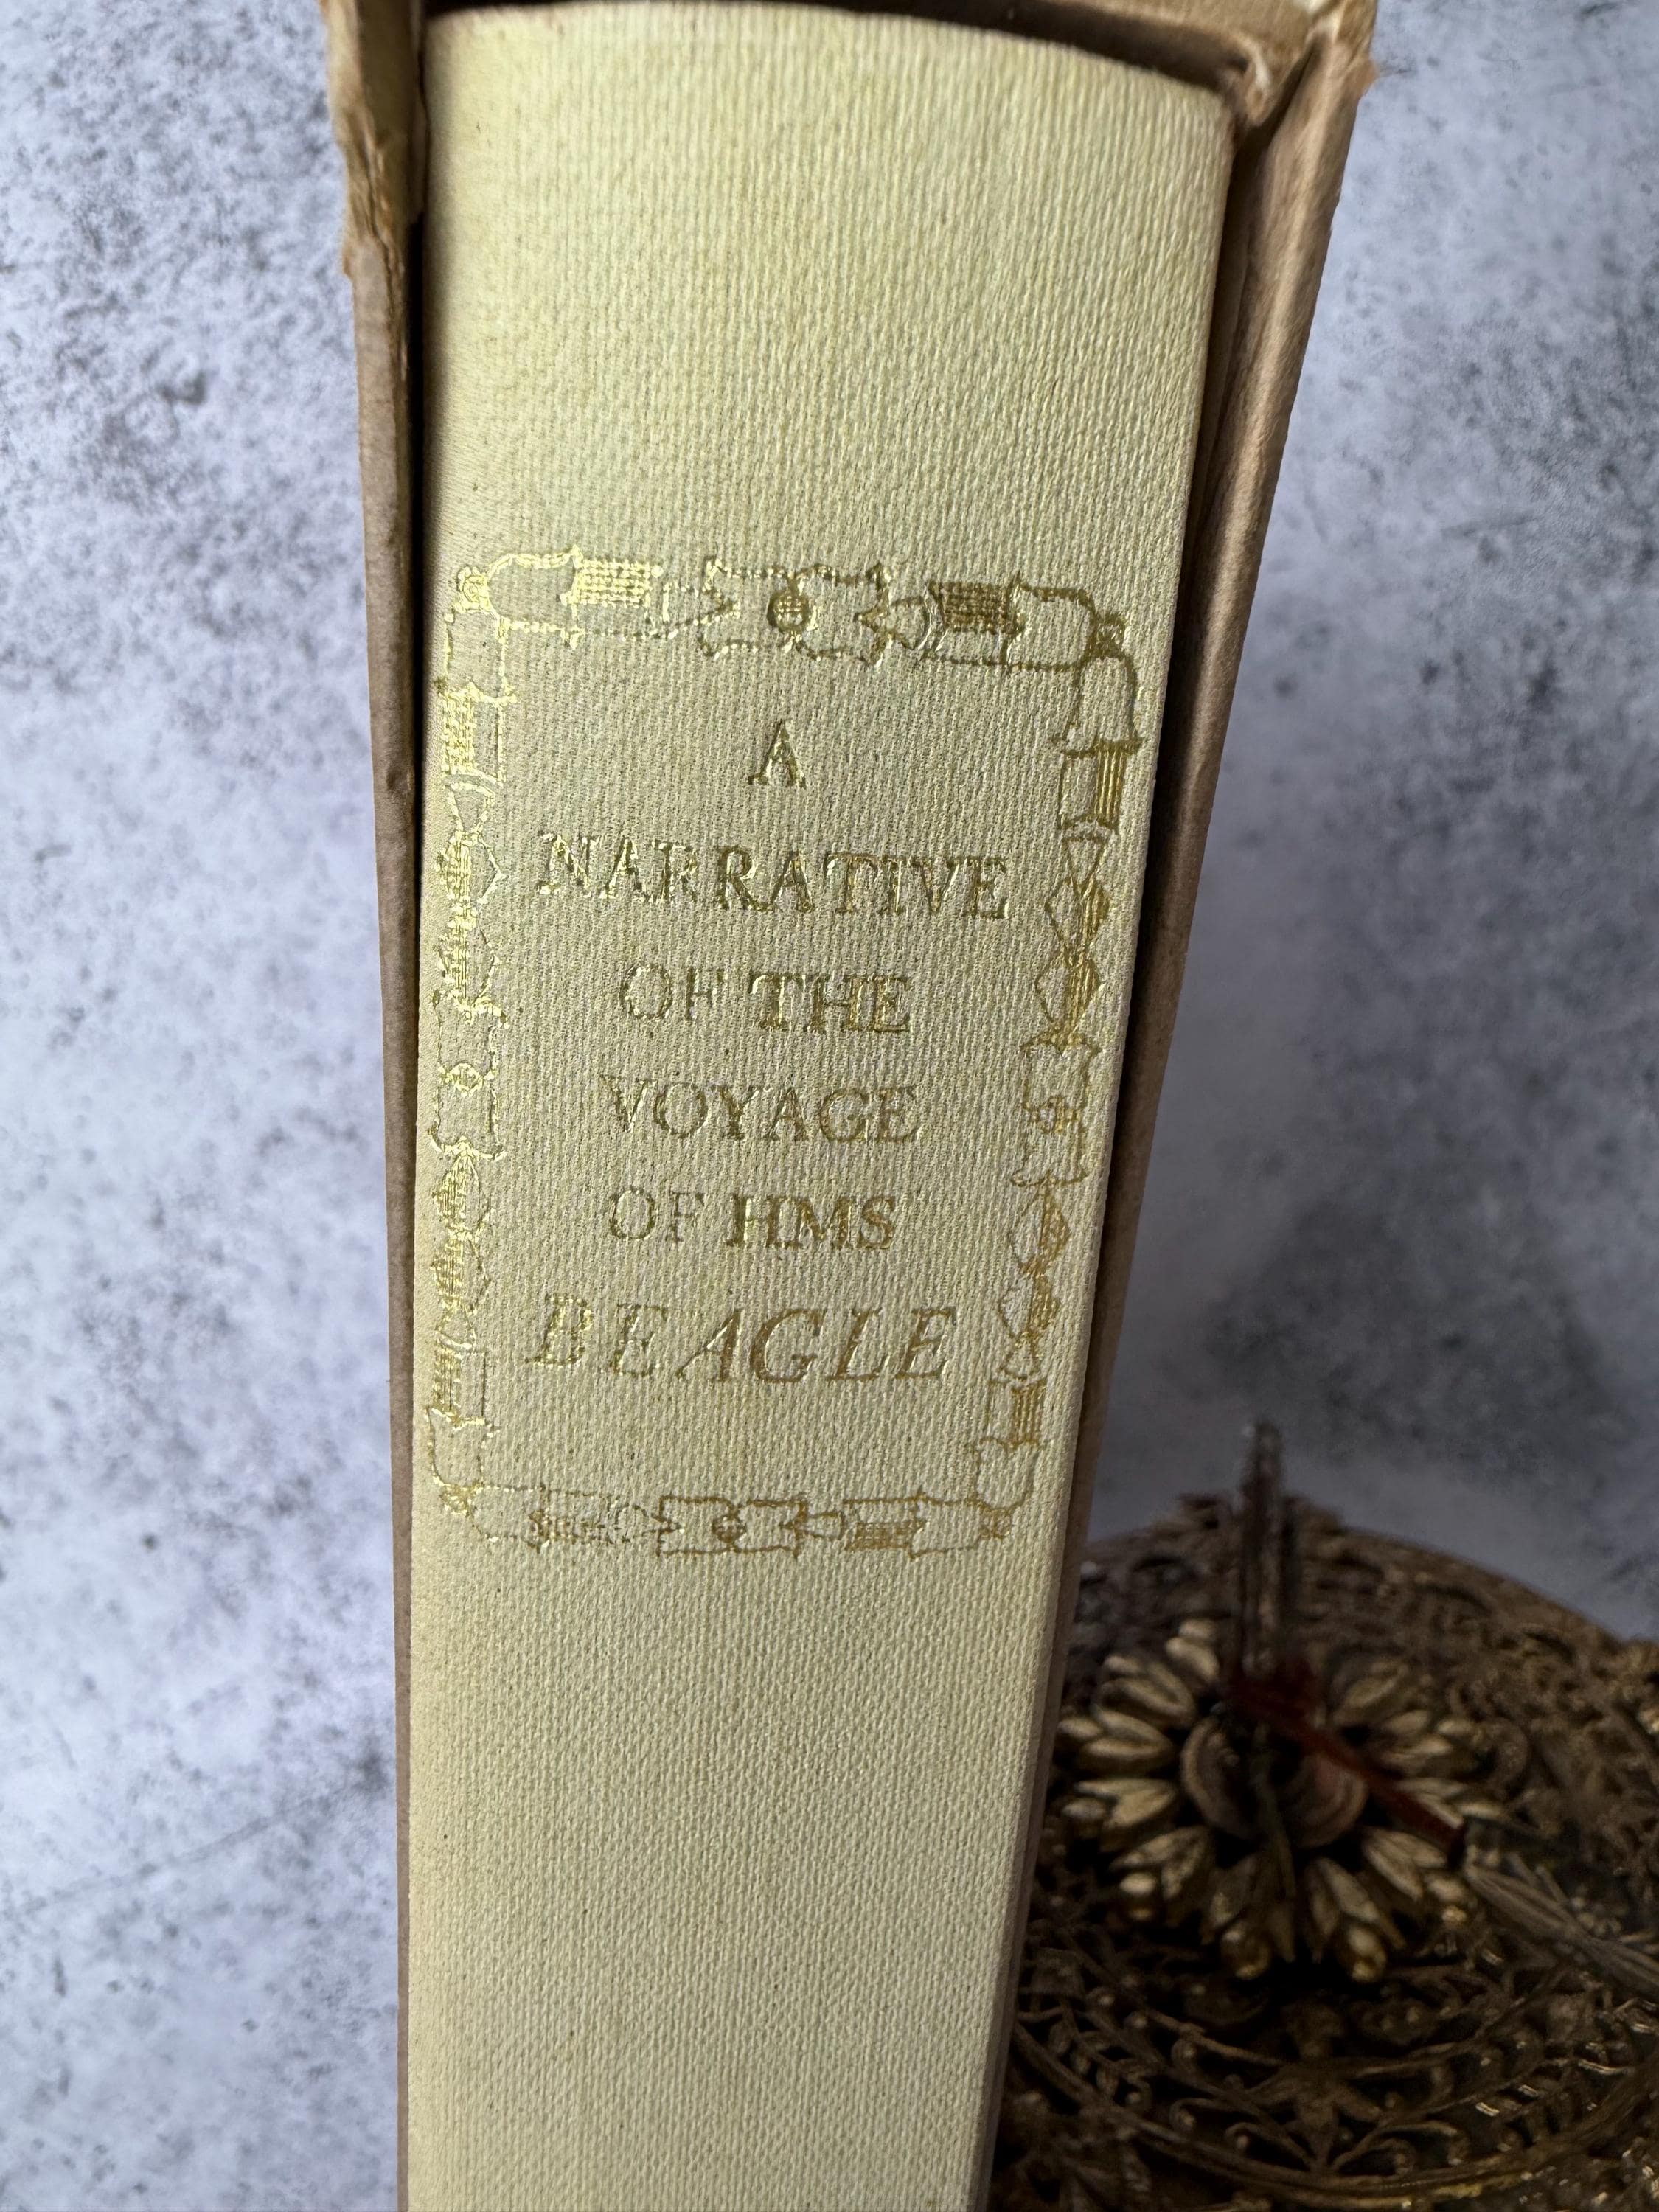 A
NARRATIVE
OF THE
VOYAGE
OF HMS
BEAGLE